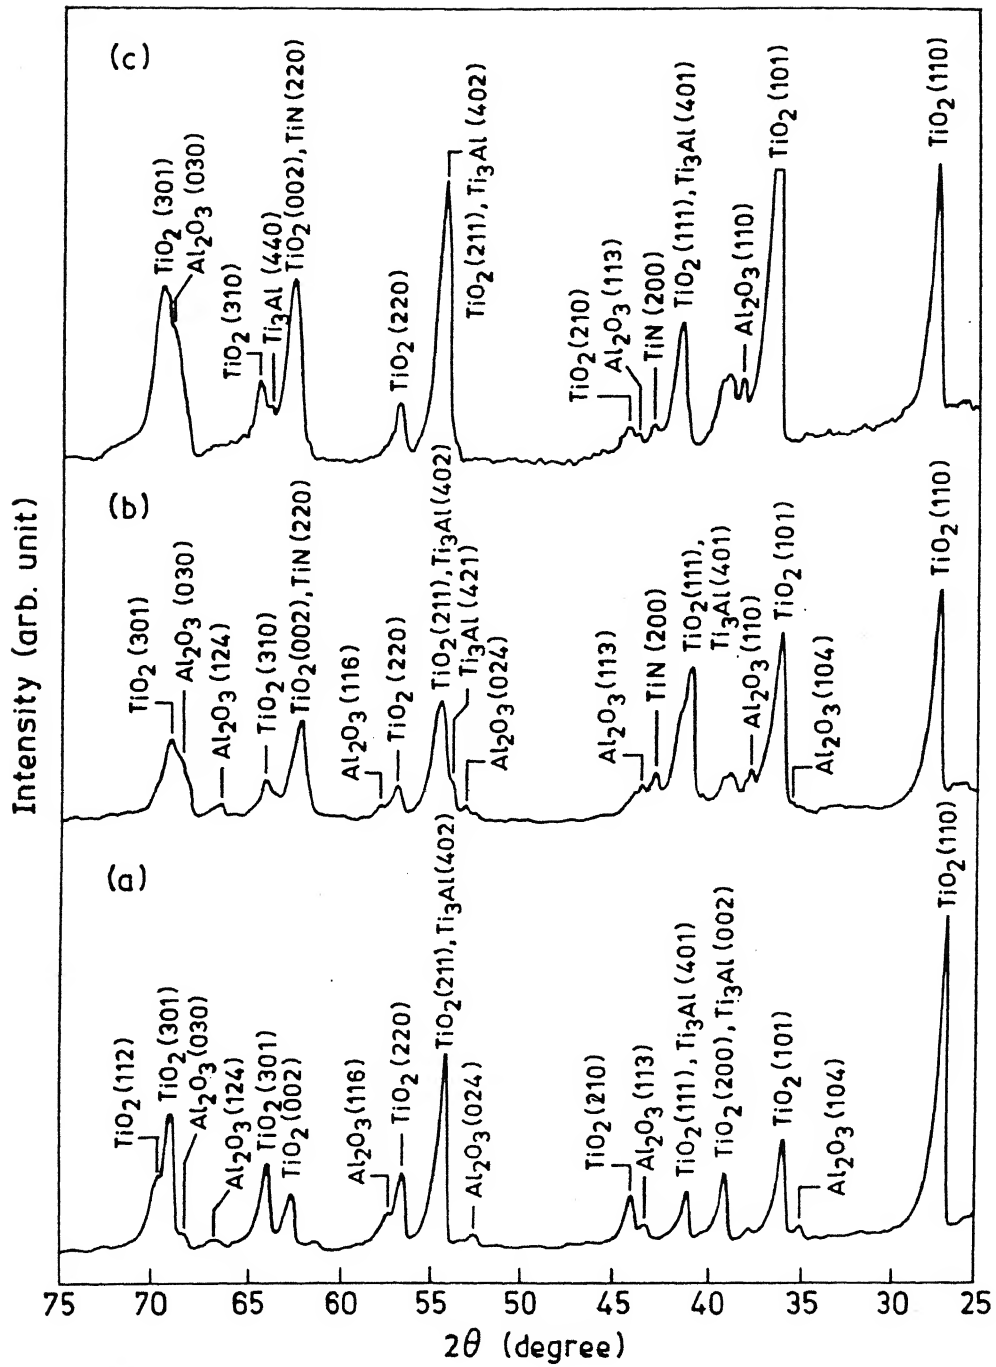 (c)
TiO2 (301)
Al2O3 (030)
TiO2 (310)
Ti3Al (440)
TiO2 (002), TiN (220)
TiO2 (220)
TiO2 (211), Ti3Al (402)
TiO2 (210)
Al2O3 (113)
TiN (200)
TiO2 (111), Ti3Al (401)
Al2O3 (110)
TiO2 (101)
TiO2 (110)
(b)
TiO2 (301)
Al2O3 (030)
Al2O3 (124)
TiO2 (310)
TiO2 (002), TiN (220)
Al2O3 (116)
TiO2 (220)
TiO2 (211), Ti3Al (402)
Ti3Al (421)
Al2O3 (024)
Al2O3 (113)
TiN (200)
TiO2 (111),
Ti3Al (401)
Al2O3 (110)
TiO2 (101)
Al2O3 (104)
TiO2 (110)
(a)
TiO2 (112)
TiO2 (301)
Al2O3 (030)
Al2O3 (124)
TiO2 (301)
TiO2 (002)
Al2O3 (116)
TiO2 (220)
TiO2 (211), Ti3Al (402)
Al2O3 (024)
TiO2 (210)
Al2O3 (113)
TiO2 (111), Ti3Al (401)
TiO2 (200), Ti3Al (002)
TiO2 (101)
Al2O3 (104)
TiO2 (110)
Intensity (arb. unit)
75 70 65 60 55 50 45 40 35 30 25
2θ (degree)